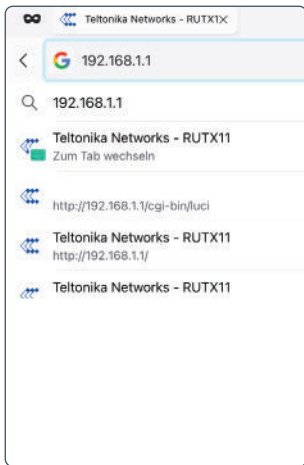 Teltonika Networks - RUTX1
192.168.1.1
192.168.1.1
Teltonika Networks - RUTX11
Zum Tab wechseln
http://192.168.1.1/cgi-bin/luci
Teltonika Networks - RUTX11
http://192.168.1.1/
Teltonika Networks - RUTX11